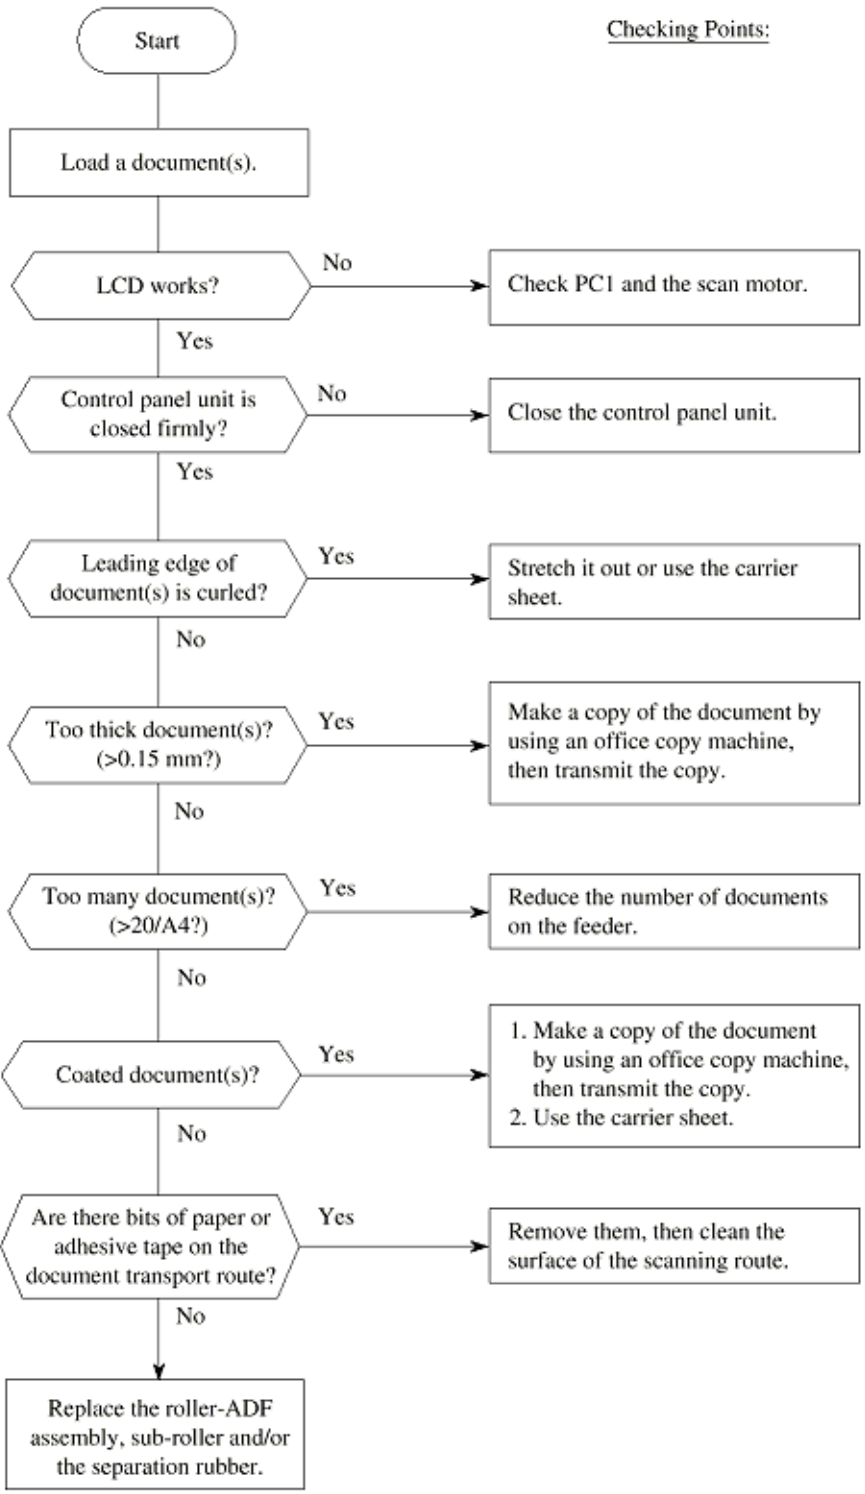 Start
Checking Points:
Load a document(s).
LCD works?
No
Check PC1 and the scan motor.
Yes
Control panel unit is
closed firmly?
No
Close the control panel unit.
Yes
Leading edge of
document(s) is curled?
Yes
Stretch it out or use the carrier
sheet.
No
Too thick document(s)?
(>0.15 mm?)
Yes
Make a copy of the document by
using an office copy machine,
then transmit the copy.
No
Too many document(s)?
(>20/A4?)
Yes
Reduce the number of documents
on the feeder.
No
Coated document(s)?
Yes
1. Make a copy of the document
by using an office copy machine,
then transmit the copy.
2. Use the carrier sheet.
No
Are there bits of paper or
adhesive tape on the
document transport route?
Yes
Remove them, then clean the
surface of the scanning route.
No
Replace the roller-ADF
assembly, sub-roller and/or
the separation rubber.